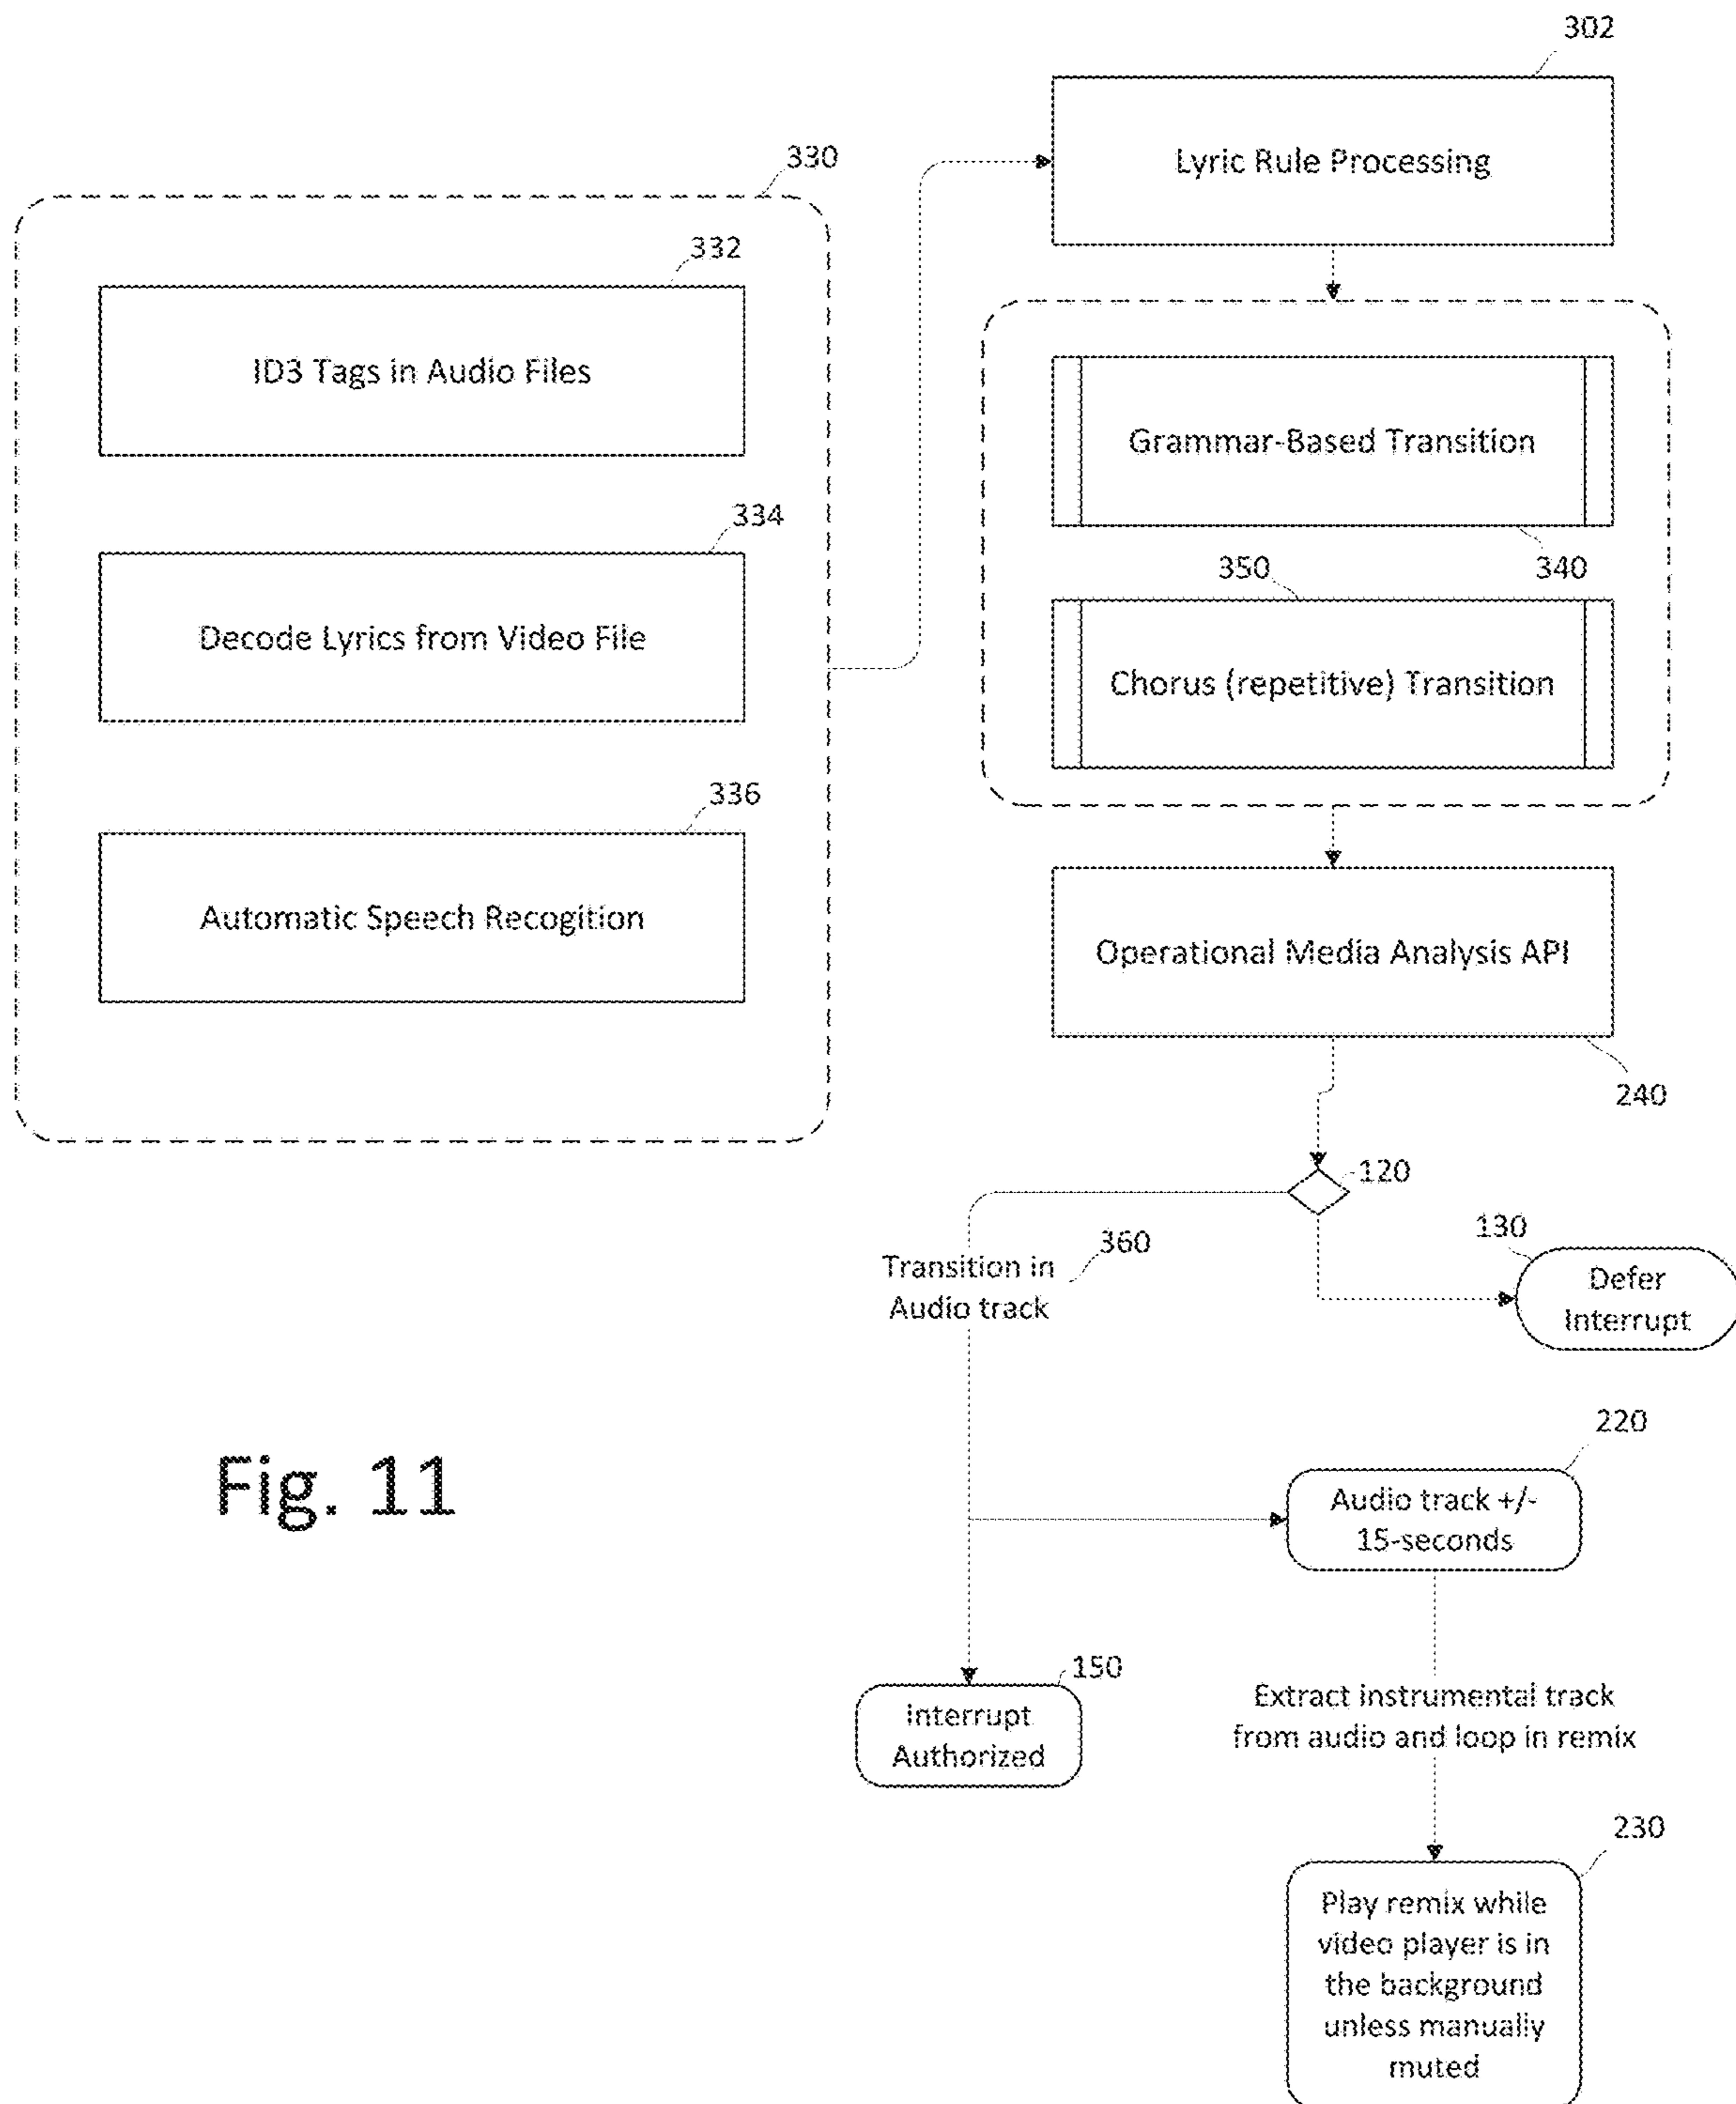 302
Lyric Rule Processing
330
332
ID3 Tags in Audio Files
334
Decode Lyrics from Video File
336
Automatic Speech Recogition
Grammar-Based Transition
340
350
Chorus (repetitive) Transition
Operational Media Analysis API
240
120
360
Transition in
Audio track
130
Defer
Interrupt
220
Audio track +/-
15-seconds
150
Interrupt
Authorized
Extract instrumental track
from audio and loop in remix
230
Play remix while
video player is in
the background
unless manually
muted
Fig. 11